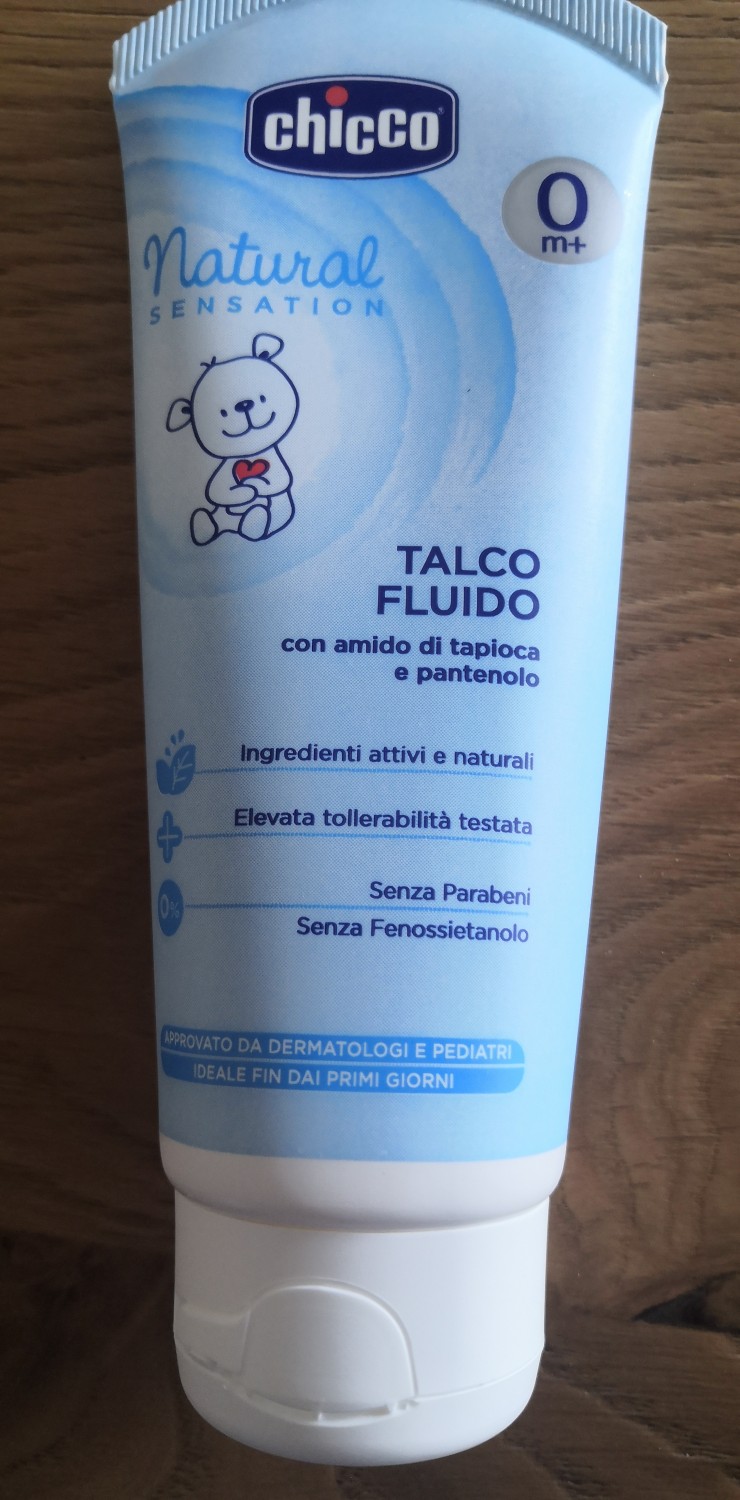 chicco
0
m+
Natural
SENSATION
TALCO
FLUIDO
con amido di tapioca
e pantenolo
Ingredienti attivi e naturali
Elevata tollerabilità testata
0%
Senza Parabeni
Senza Fenossietanolo
APPROVATO DA DERMATOLOGI E PEDIATRI
IDEALE FIN DAI PRIMI GIORNI